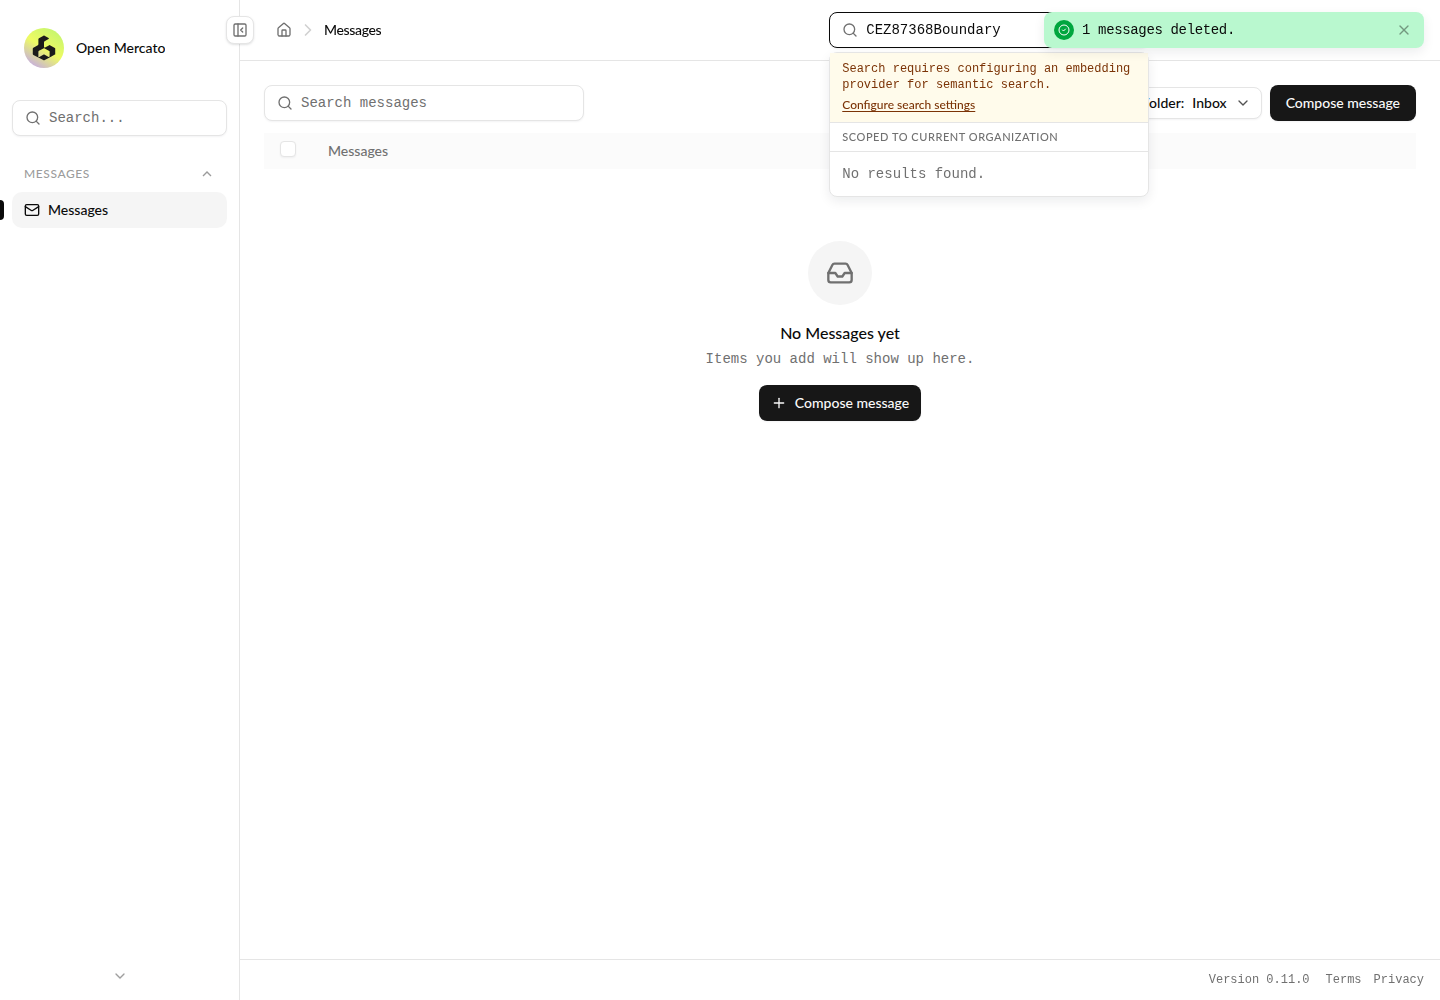 Open Mercato
Search...
MESSAGES
Messages
Messages
CEZ87368Boundary
1 messages deleted.
Search requires configuring an embedding
provider for semantic search.
Configure search settings
SCOPED TO CURRENT ORGANIZATION
No results found.
Search messages
older: Inbox
Compose message
Messages
No Messages yet
Items you add will show up here.
Compose message
Version 0.11.0 Terms Privacy